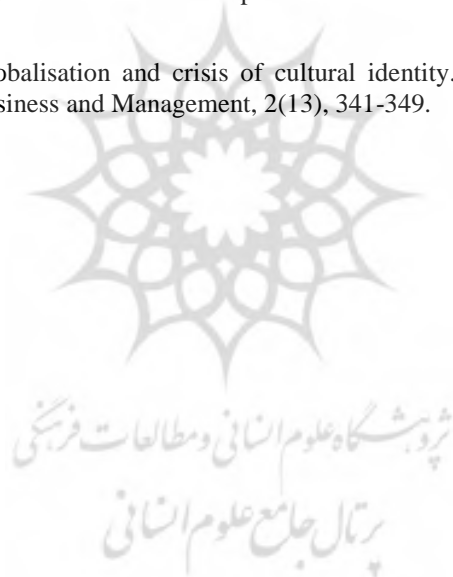 obalisation and crisis of cultural identity.
siness and Management, 2(13), 341-349.
پژوهشگاه علوم انسانی و مطالعات فرهنگی
پرتال جامع علوم انسانی